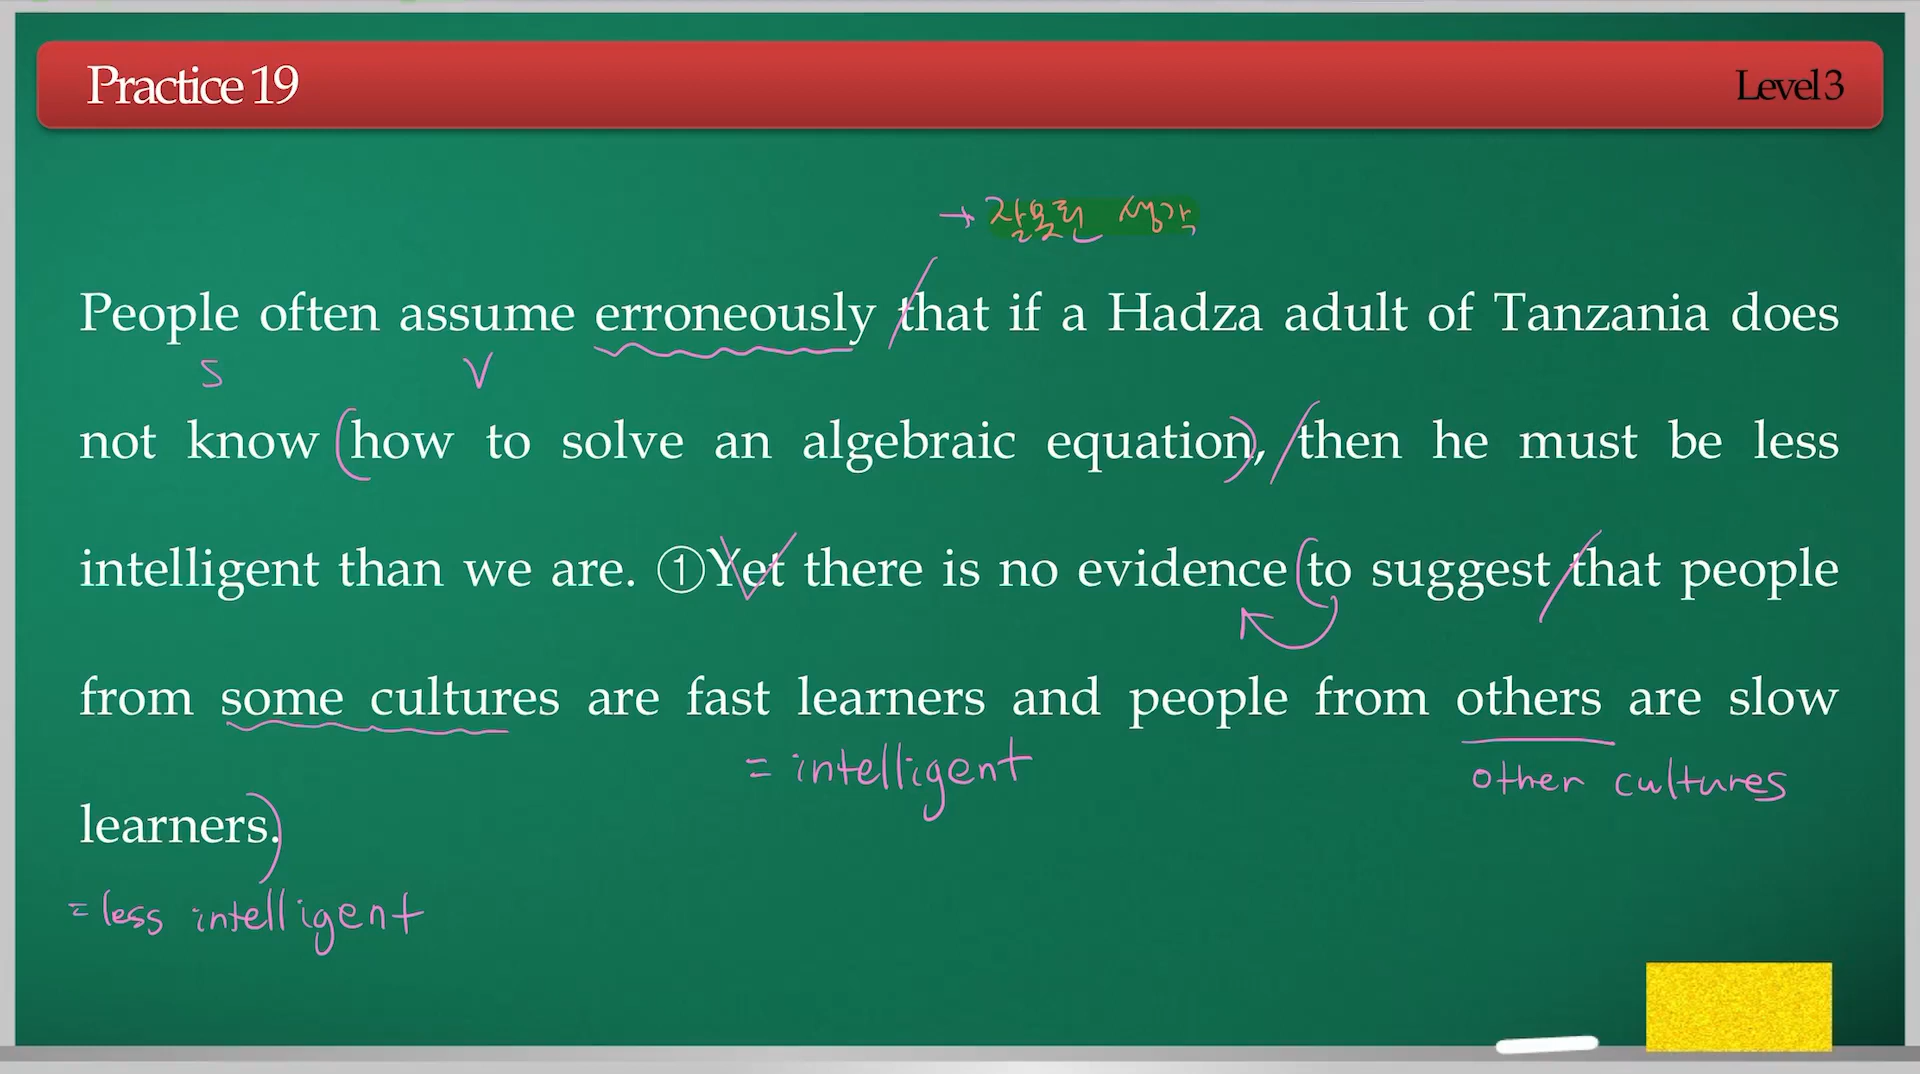 Practice 19
Level 3
→ 잘못된 생각
People often assume erroneously that if a Hadza adult of Tanzania does
S V
not know (how to solve an algebraic equation), then he must be less
intelligent than we are. ①Yet there is no evidence (to suggest that people
from some cultures are fast learners and people from others are slow
= intelligent
other cultures
learners.)
= less intelligent